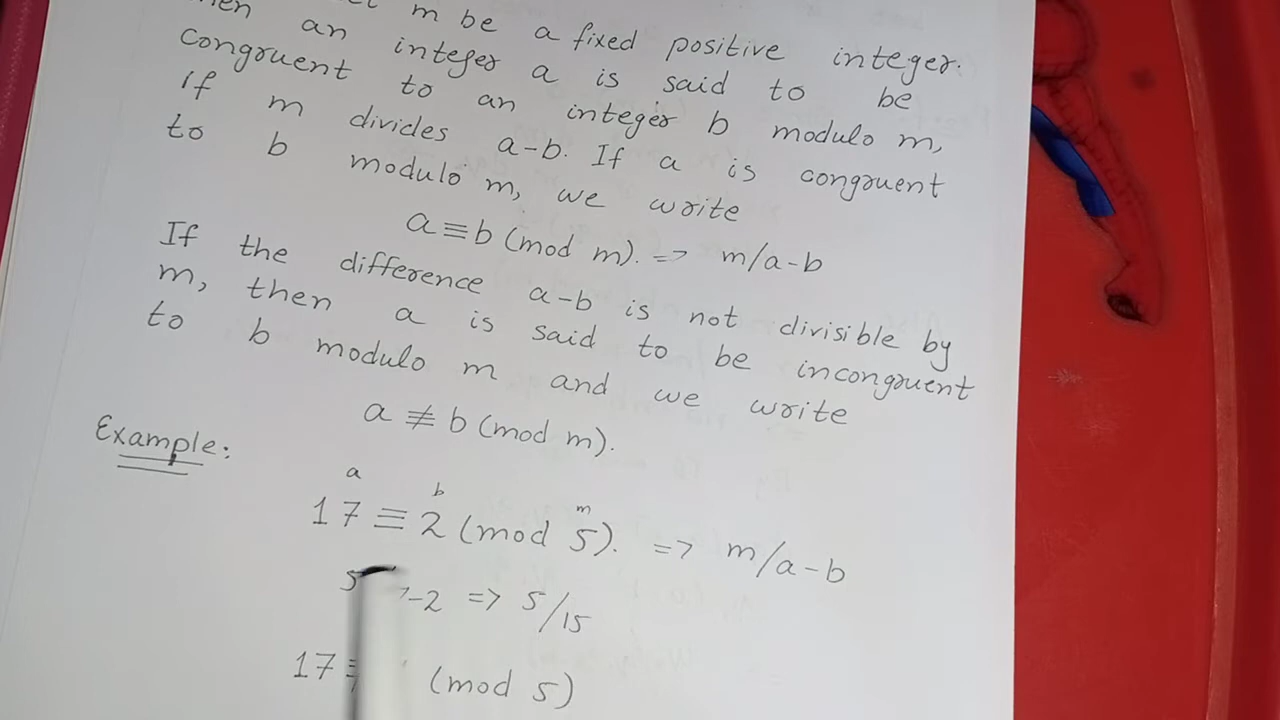 m be a fixed positive integer.
an integer a is said to be
congruent to an integer b modulo m,
If m divides a-b. If a is congruent
to b modulo m, we write
a≡b (mod m). => m/a-b
If the difference a-b is not divisible by
m, then a is said to be incongruent
to b modulo m and we write
a ≢ b (mod m).
Example:
a b m
17 ≡ 2 (mod 5). => m/a-b
5 -2 => 5/15
17 (mod 5)